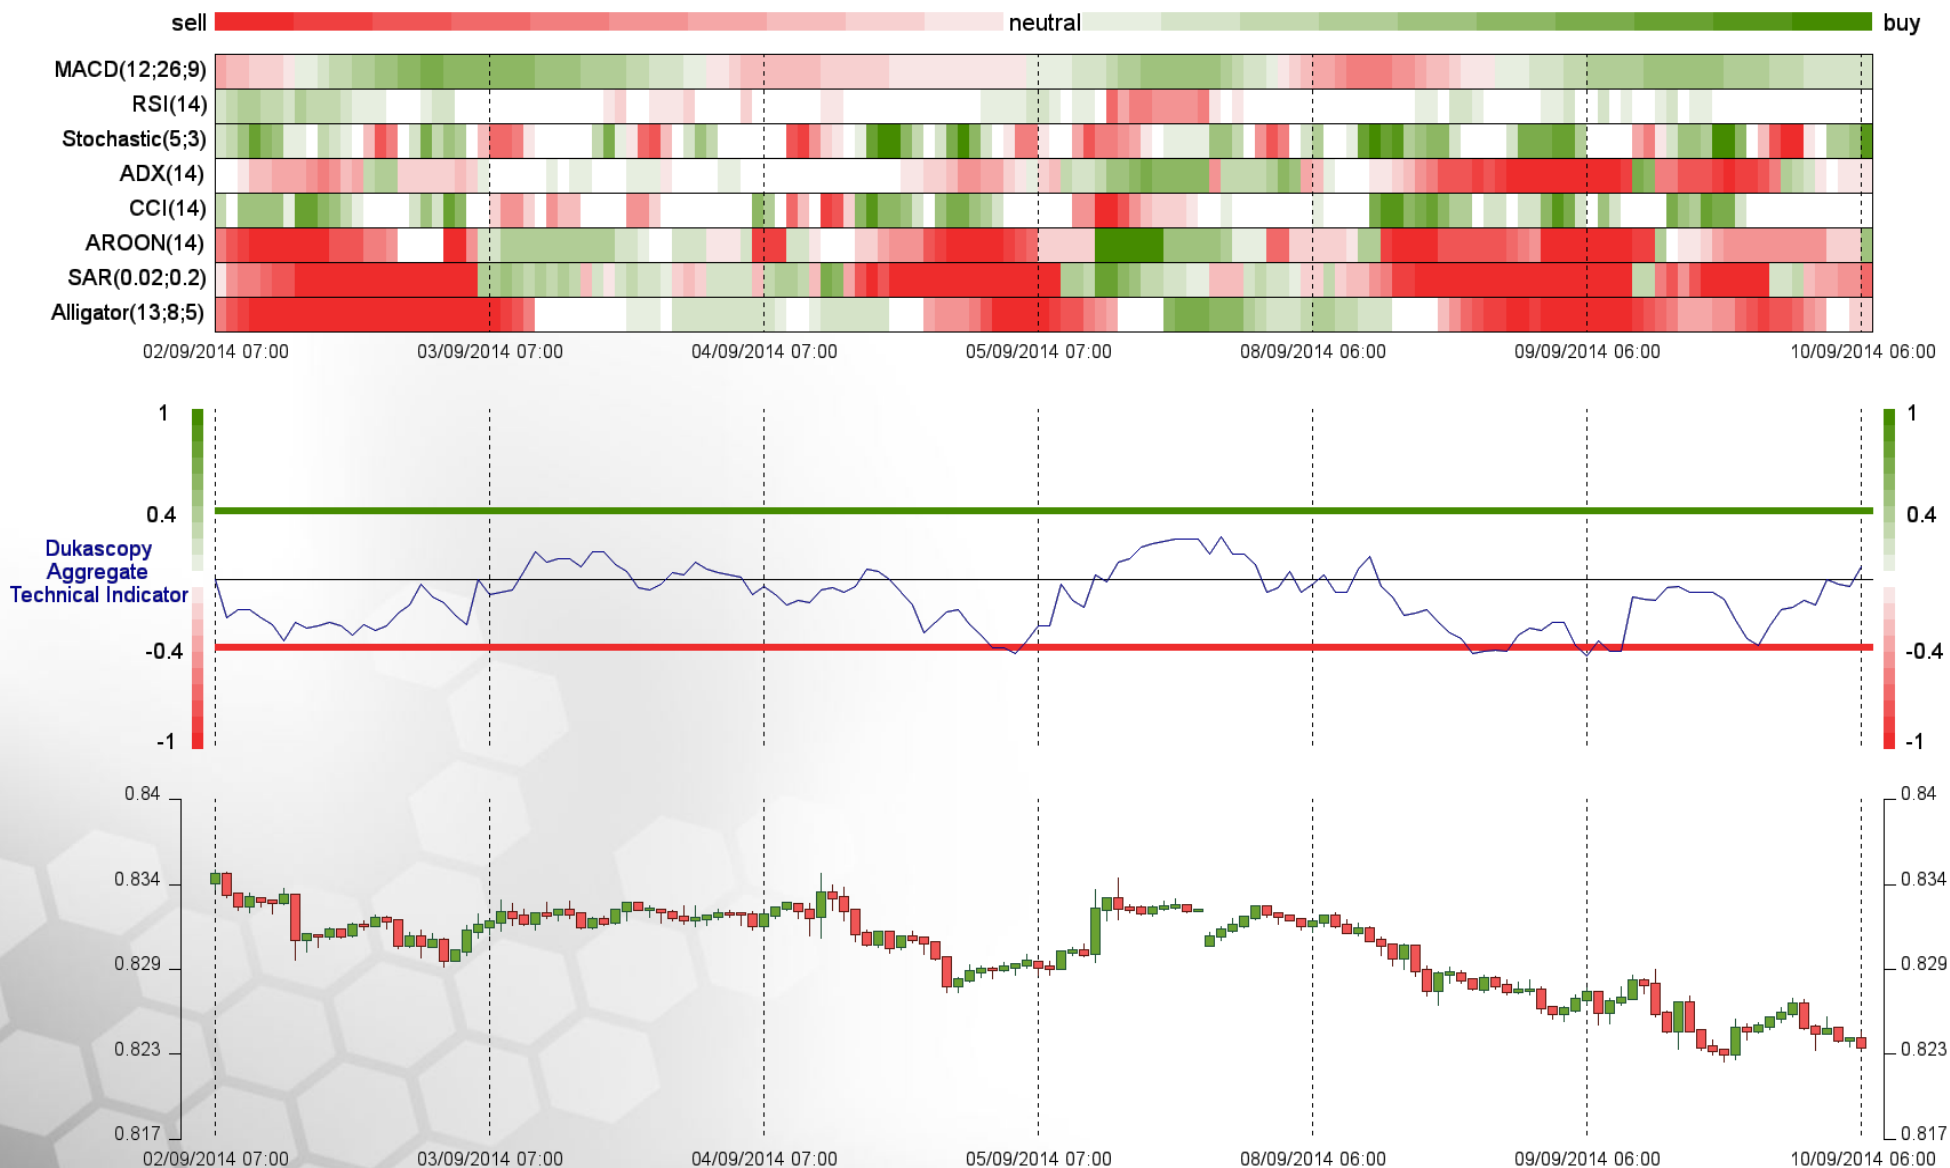 sell neutral buy
MACD(12;26;9)
RSI(14)
Stochastic(5;3)
ADX(14)
CCI(14)
AROON(14)
SAR(0.02;0.2)
Alligator(13;8;5)
02/09/2014 07:00 03/09/2014 07:00 04/09/2014 07:00 05/09/2014 07:00 08/09/2014 06:00 09/09/2014 06:00 10/09/2014 06:00
1 1
0.4 0.4
Dukascopy
Aggregate
Technical Indicator
-0.4 -0.4
-1 -1
0.84 0.84
0.834 0.834
0.829 0.829
0.823 0.823
0.817 0.817
02/09/2014 07:00 03/09/2014 07:00 04/09/2014 07:00 05/09/2014 07:00 08/09/2014 06:00 09/09/2014 06:00 10/09/2014 06:00